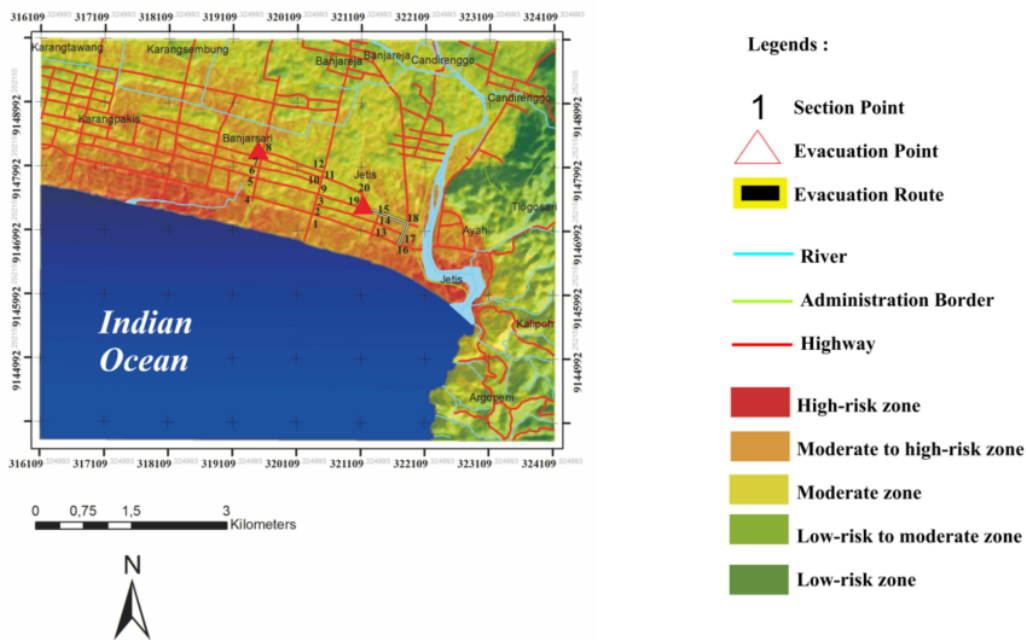 316109 317109 318109 319109 320109 321109 322109 323109 324109
Karangtawang
Karangsembung
Banjareja
Banjareja
Candirenggo
Candirenggo
Karangpakis
Banjarsari
Jetis
Tlogosari
Ayah
Jetis
Kalipoh
Argopeni
8
7
6
5
4
12
11
10
9
3
2
1
20
19
15
14
13
18
17
16
9148992
9147992
9146992
9145992
9144992
Indian
Ocean
316109 317109 318109 319109 320109 321109 322109 323109 324109
0 0,75 1,5 3
Kilometers
N
Legends :
1 Section Point
Evacuation Point
Evacuation Route
River
Administration Border
Highway
High-risk zone
Moderate to high-risk zone
Moderate zone
Low-risk to moderate zone
Low-risk zone